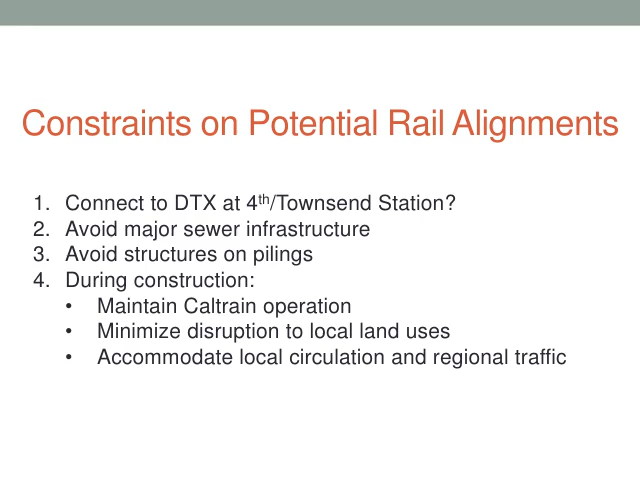 Constraints on Potential Rail Alignments
1. Connect to DTX at 4th/Townsend Station?
2. Avoid major sewer infrastructure
3. Avoid structures on pilings
4. During construction:
• Maintain Caltrain operation
• Minimize disruption to local land uses
• Accommodate local circulation and regional traffic